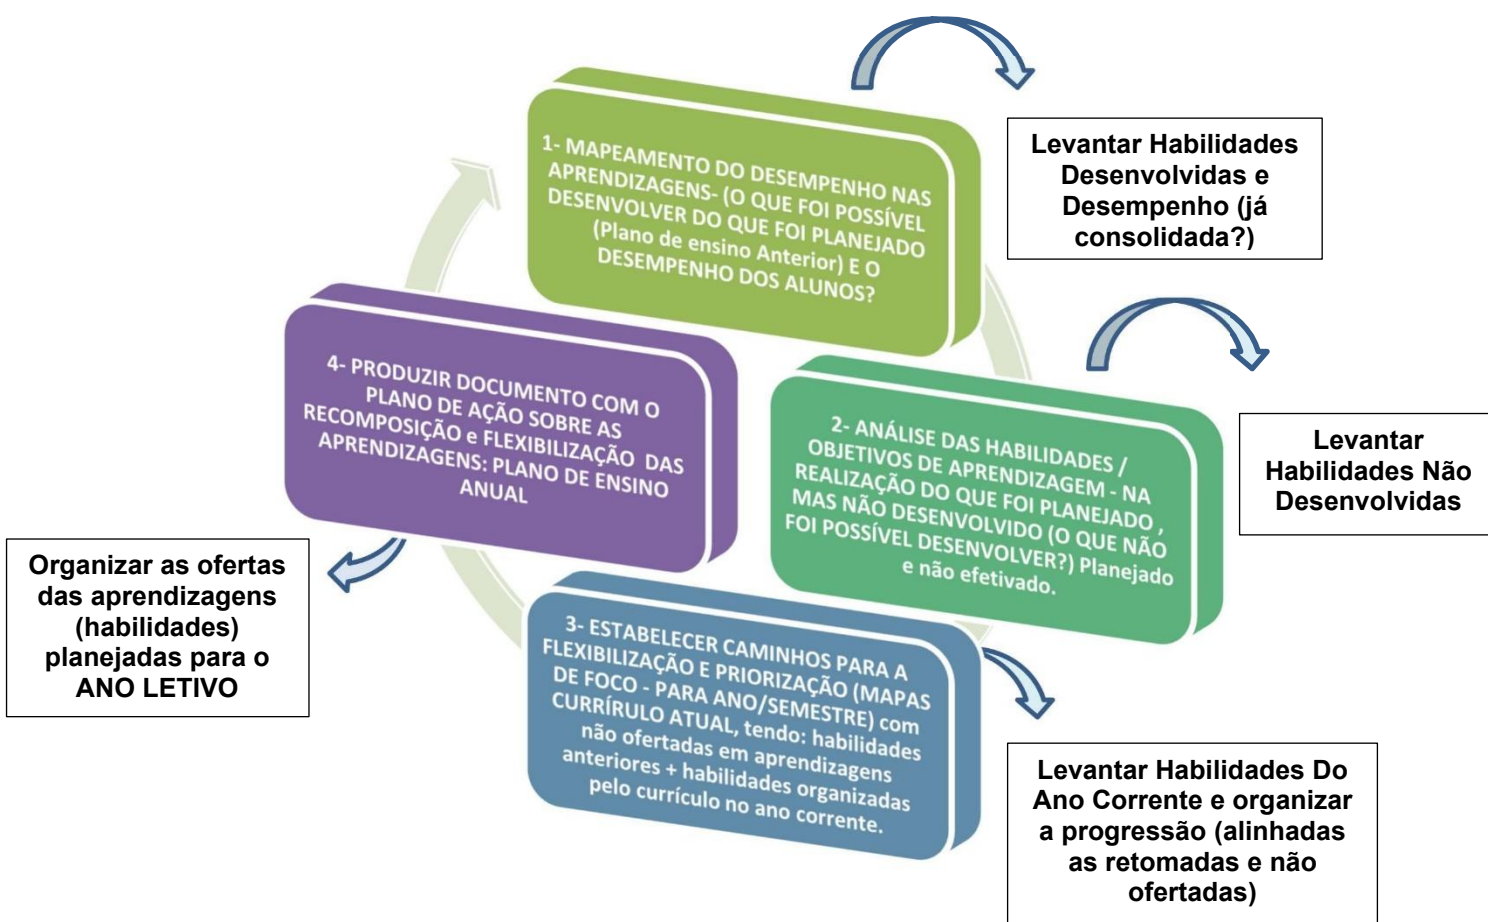 1- MAPEAMENTO DO DESEMPENHO NAS
APRENDIZAGENS- (O QUE FOI POSSÍVEL
DESENVOLVER DO QUE FOI PLANEJADO
(Plano de ensino Anterior) E O
DESEMPENHO DOS ALUNOS?
Levantar Habilidades
Desenvolvidas e
Desempenho (já
consolidada?)
2- ANÁLISE DAS HABILIDADES /
OBJETIVOS DE APRENDIZAGEM - NA
REALIZAÇÃO DO QUE FOI PLANEJADO ,
MAS NÃO DESENVOLVIDO (O QUE NÃO
FOI POSSÍVEL DESENVOLVER?) Planejado
e não efetivado.
Levantar
Habilidades Não
Desenvolvidas
3- ESTABELECER CAMINHOS PARA A
FLEXIBILIZAÇÃO E PRIORIZAÇÃO (MAPAS
DE FOCO - PARA ANO/SEMESTRE) com
CURRÍRULO ATUAL, tendo: habilidades
não ofertadas em aprendizagens
anteriores + habilidades organizadas
pelo currículo no ano corrente.
Levantar Habilidades Do
Ano Corrente e organizar
a progressão (alinhadas
as retomadas e não
ofertadas)
4- PRODUZIR DOCUMENTO COM O
PLANO DE AÇÃO SOBRE AS
RECOMPOSIÇÃO e FLEXIBILIZAÇÃO DAS
APRENDIZAGENS: PLANO DE ENSINO
ANUAL
Organizar as ofertas
das aprendizagens
(habilidades)
planejadas para o
ANO LETIVO